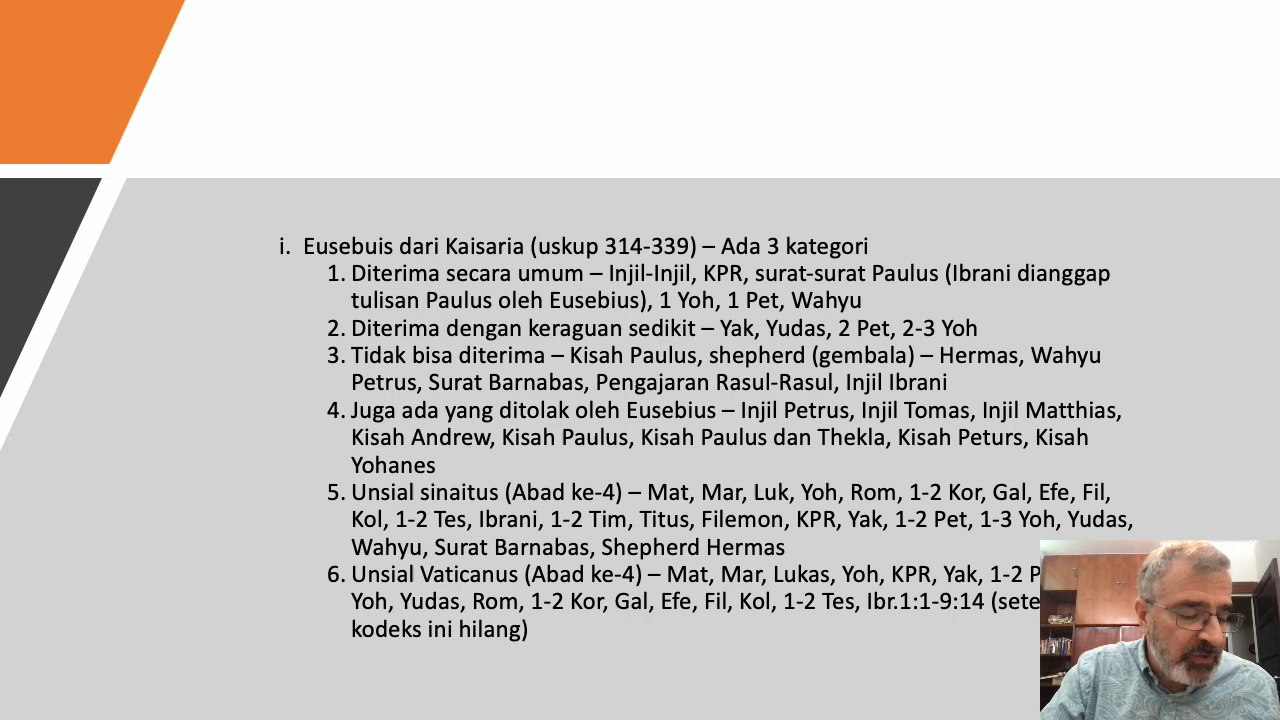 i. Eusebuis dari Kaisaria (uskup 314-339) – Ada 3 kategori
1. Diterima secara umum – Injil-Injil, KPR, surat-surat Paulus (Ibrani dianggap
tulisan Paulus oleh Eusebius), 1 Yoh, 1 Pet, Wahyu
2. Diterima dengan keraguan sedikit – Yak, Yudas, 2 Pet, 2-3 Yoh
3. Tidak bisa diterima – Kisah Paulus, shepherd (gembala) – Hermas, Wahyu
Petrus, Surat Barnabas, Pengajaran Rasul-Rasul, Injil Ibrani
4. Juga ada yang ditolak oleh Eusebius – Injil Petrus, Injil Tomas, Injil Matthias,
Kisah Andrew, Kisah Paulus, Kisah Paulus dan Thekla, Kisah Peturs, Kisah
Yohanes
5. Unsial sinaitus (Abad ke-4) – Mat, Mar, Luk, Yoh, Rom, 1-2 Kor, Gal, Efe, Fil,
Kol, 1-2 Tes, Ibrani, 1-2 Tim, Titus, Filemon, KPR, Yak, 1-2 Pet, 1-3 Yoh, Yudas,
Wahyu, Surat Barnabas, Shepherd Hermas
6. Unsial Vaticanus (Abad ke-4) – Mat, Mar, Lukas, Yoh, KPR, Yak, 1-2
Yoh, Yudas, Rom, 1-2 Kor, Gal, Efe, Fil, Kol, 1-2 Tes, Ibr.1:1-9:14
kodeks ini hilang)